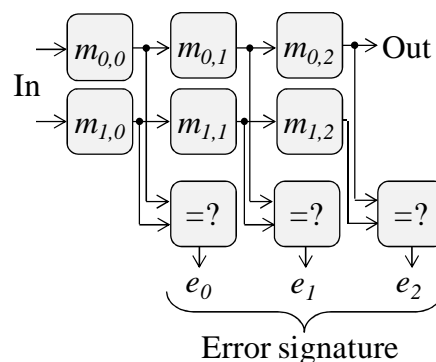 m0,0 m0,1 m0,2 Out
In
m1,0 m1,1 m1,2
=? =? =?
e0 e1 e2
Error signature